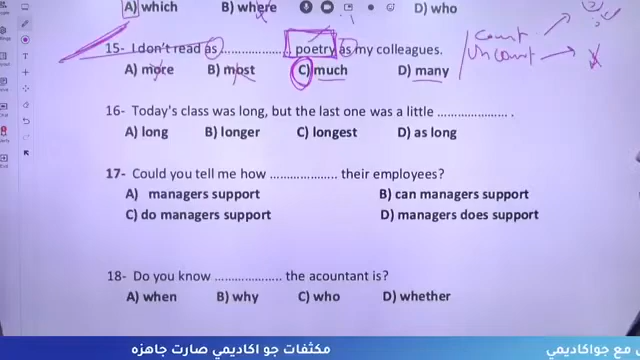 A) which B) where D) who
15- I don't read as .................. poetry as my colleagues. Count
A) more B) most C) much D) many
16- Today's class was long, but the last one was a little ..................... .
A) long B) longer C) longest D) as long
17- Could you tell me how .................... their employees?
A) managers support B) can managers support
C) do managers support D) managers does support
18- Do you know .................... the acountant is?
A) when B) why C) who D) whether
مكثفات جو اكاديمي صارت جاهزه
مع جواكاديمي